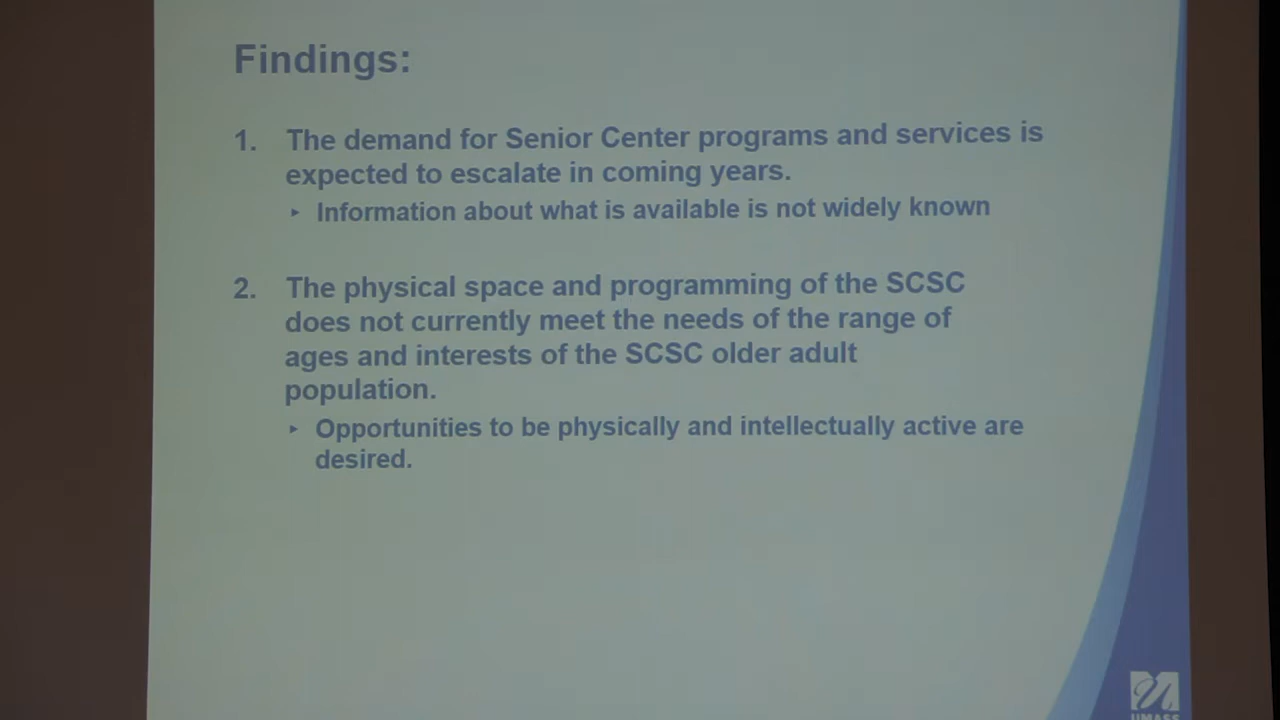 Findings:
1. The demand for Senior Center programs and services is
expected to escalate in coming years.
‣ Information about what is available is not widely known
2. The physical space and programming of the SCSC
does not currently meet the needs of the range of
ages and interests of the SCSC older adult
population.
‣ Opportunities to be physically and intellectually active are
desired.
UMASS